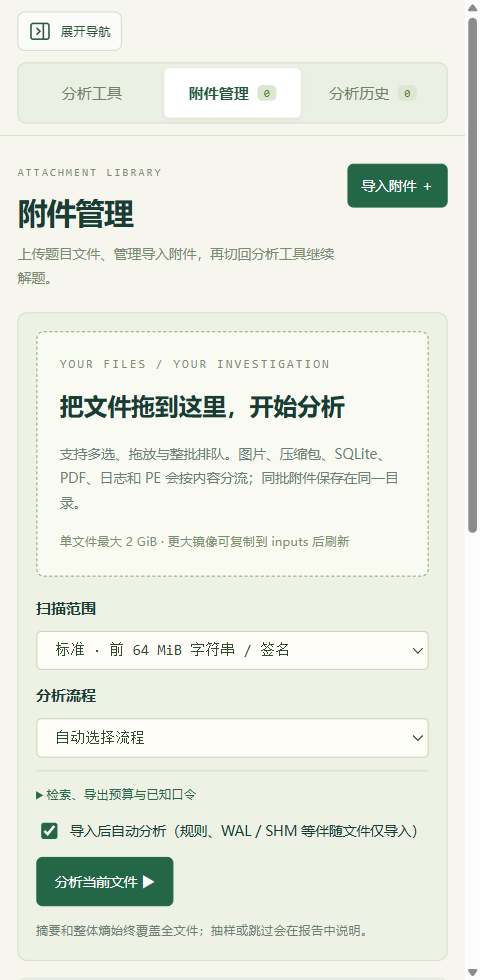 展开导航
分析工具
附件管理 0
分析历史 0
ATTACHMENT LIBRARY
导入附件 +
附件管理
上传题目文件、管理导入附件，再切回分析工具继续
解题。
YOUR FILES / YOUR INVESTIGATION
把文件拖到这里，开始分析
支持多选、拖放与整批排队。图片、压缩包、SQLite、
PDF、日志和 PE 会按内容分流；同批附件保存在同一目
录。
单文件最大 2 GiB · 更大镜像可复制到 inputs 后刷新
扫描范围
标准 · 前 64 MiB 字符串 / 签名
分析流程
自动选择流程
▶ 检索、导出预算与已知口令
导入后自动分析（规则、WAL / SHM 等伴随文件仅导入）
分析当前文件 ▶
摘要和整体熵始终覆盖全文件；抽样或跳过会在报告中说明。